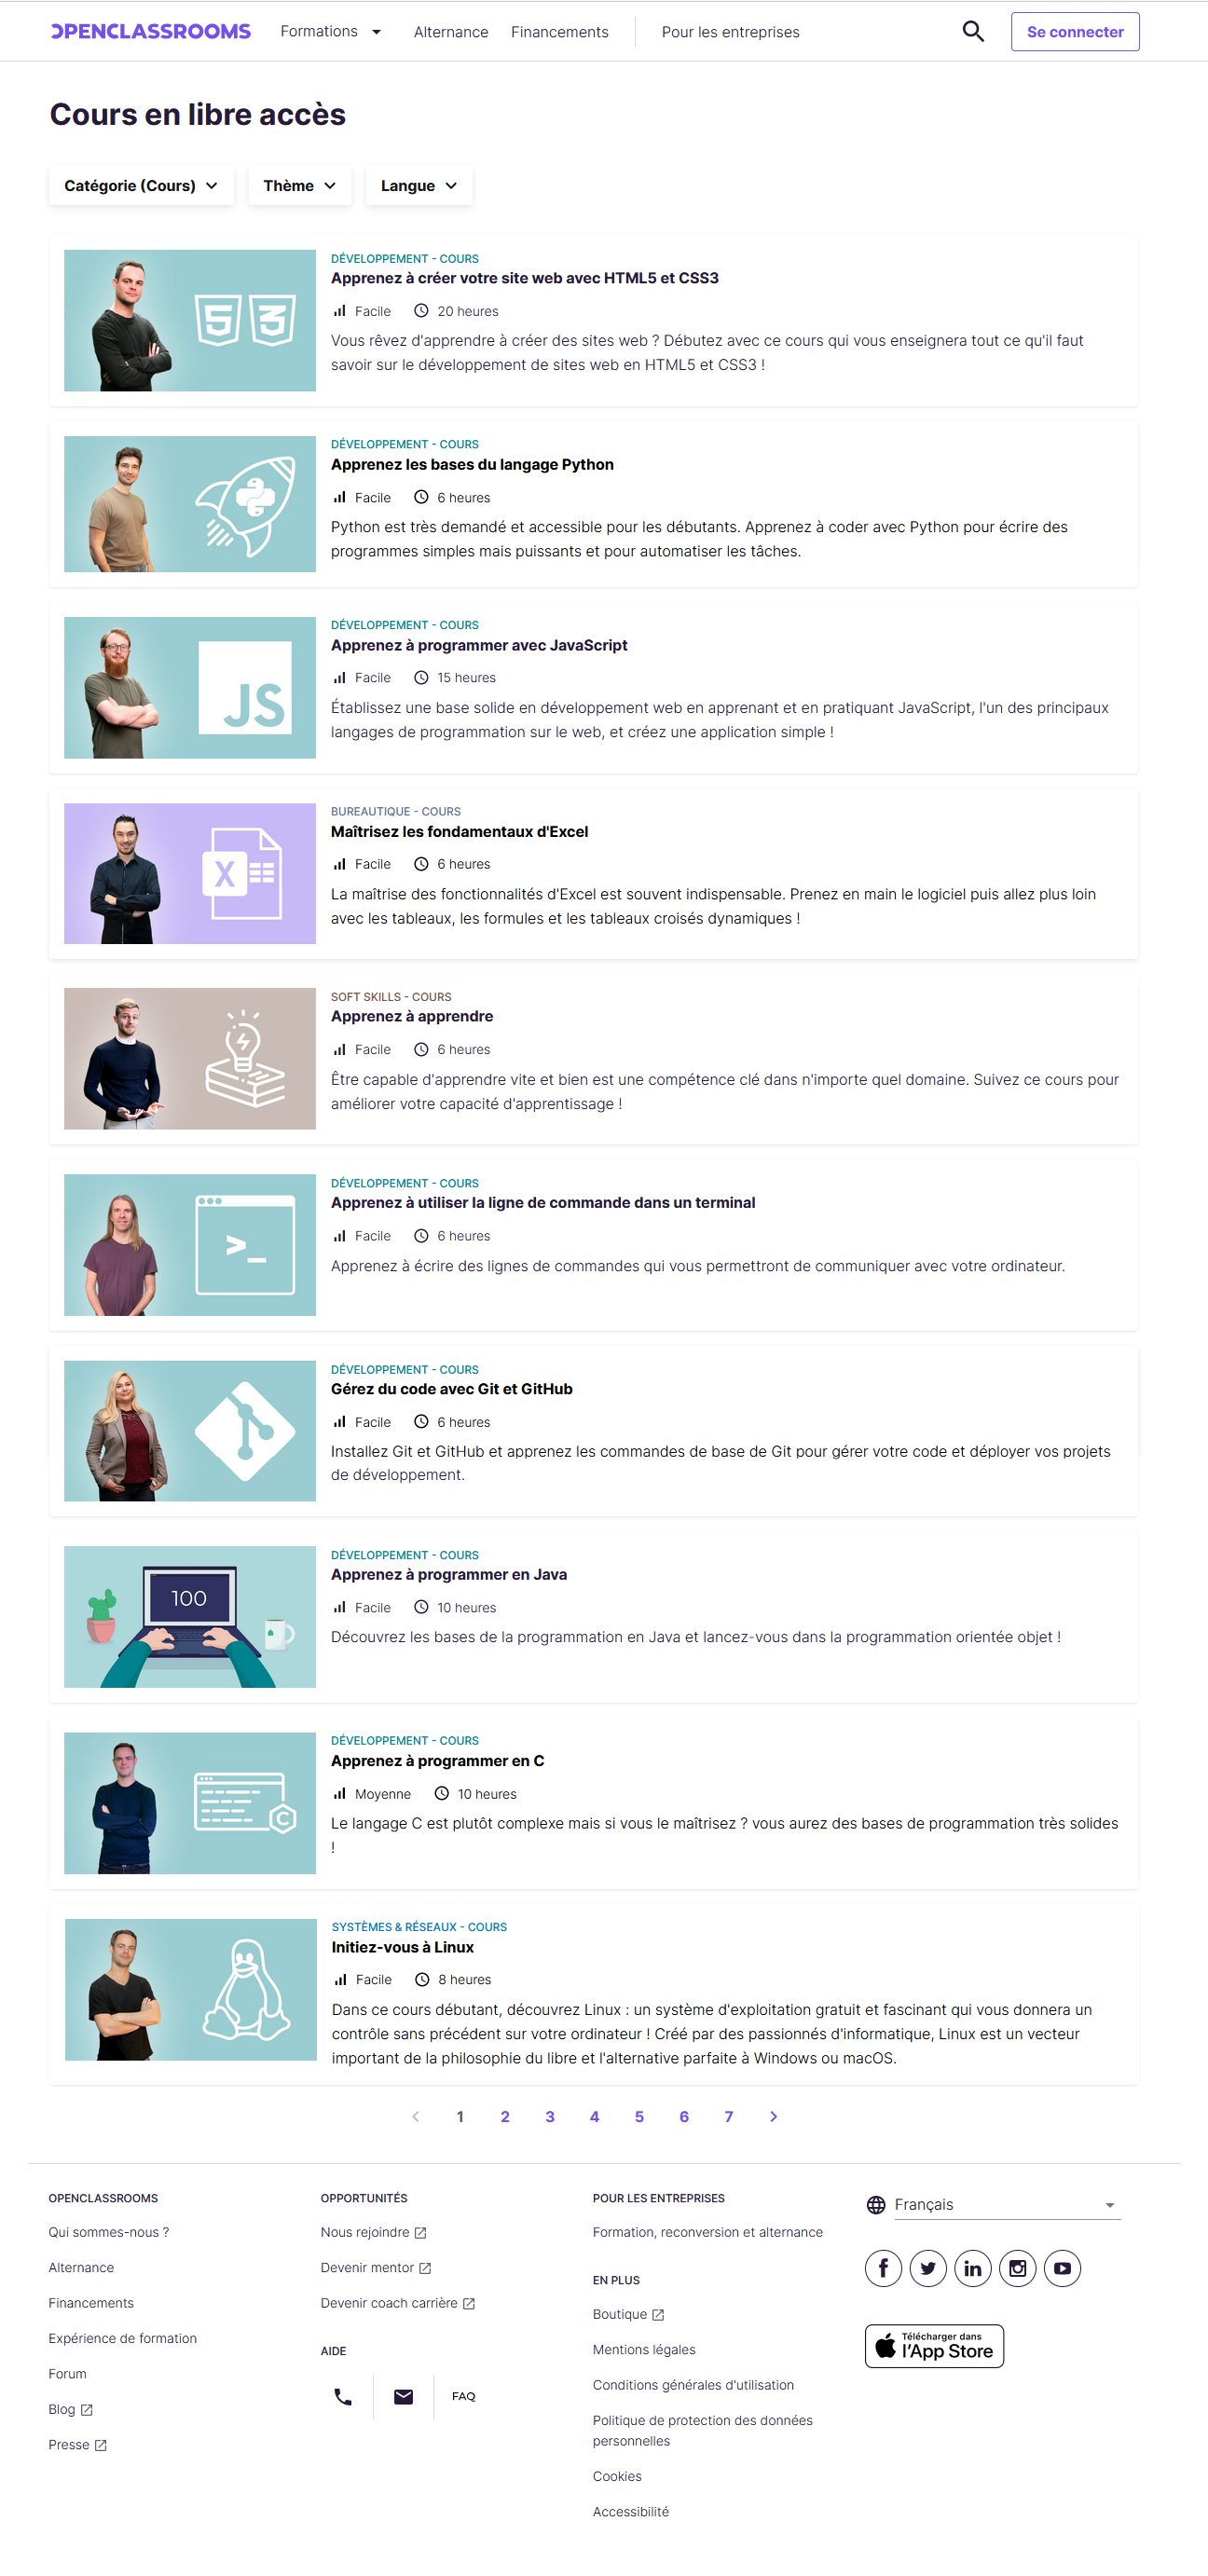 OPENCLASSROOMS Formations Alternance Financements Pour les entreprises Se connecter
Cours en libre accès
Catégorie (Cours) Thème Langue
DÉVELOPPEMENT - COURS
Apprenez à créer votre site web avec HTML5 et CSS3
Facile 20 heures
Vous rêvez d'apprendre à créer des sites web ? Débutez avec ce cours qui vous enseignera tout ce qu'il faut
savoir sur le développement de sites web en HTML5 et CSS3 !
5 3
DÉVELOPPEMENT - COURS
Apprenez les bases du langage Python
Facile 6 heures
Python est très demandé et accessible pour les débutants. Apprenez à coder avec Python pour écrire des
programmes simples mais puissants et pour automatiser les tâches.
DÉVELOPPEMENT - COURS
Apprenez à programmer avec JavaScript
Facile 15 heures
Établissez une base solide en développement web en apprenant et en pratiquant JavaScript, l'un des principaux
langages de programmation sur le web, et créez une application simple !
JS
BUREAUTIQUE - COURS
Maîtrisez les fondamentaux d'Excel
Facile 6 heures
La maîtrise des fonctionnalités d'Excel est souvent indispensable. Prenez en main le logiciel puis allez plus loin
avec les tableaux, les formules et les tableaux croisés dynamiques !
X
SOFT SKILLS - COURS
Apprenez à apprendre
Facile 6 heures
Être capable d'apprendre vite et bien est une compétence clé dans n'importe quel domaine. Suivez ce cours pour
améliorer votre capacité d'apprentissage !
DÉVELOPPEMENT - COURS
Apprenez à utiliser la ligne de commande dans un terminal
Facile 6 heures
Apprenez à écrire des lignes de commandes qui vous permettront de communiquer avec votre ordinateur.
>_
DÉVELOPPEMENT - COURS
Gérez du code avec Git et GitHub
Facile 6 heures
Installez Git et GitHub et apprenez les commandes de base de Git pour gérer votre code et déployer vos projets
de développement.
DÉVELOPPEMENT - COURS
Apprenez à programmer en Java
Facile 10 heures
Découvrez les bases de la programmation en Java et lancez-vous dans la programmation orientée objet !
100
DÉVELOPPEMENT - COURS
Apprenez à programmer en C
Moyenne 10 heures
Le langage C est plutôt complexe mais si vous le maîtrisez ? vous aurez des bases de programmation très solides
!
C
SYSTÈMES & RÉSEAUX - COURS
Initiez-vous à Linux
Facile 8 heures
Dans ce cours débutant, découvrez Linux : un système d'exploitation gratuit et fascinant qui vous donnera un
contrôle sans précédent sur votre ordinateur ! Créé par des passionnés d'informatique, Linux est un vecteur
important de la philosophie du libre et l'alternative parfaite à Windows ou macOS.
1 2 3 4 5 6 7
OPENCLASSROOMS
Qui sommes-nous ?
Alternance
Financements
Expérience de formation
Forum
Blog
Presse
OPPORTUNITÉS
Nous rejoindre
Devenir mentor
Devenir coach carrière
AIDE
FAQ
POUR LES ENTREPRISES
Formation, reconversion et alternance
EN PLUS
Boutique
Mentions légales
Conditions générales d'utilisation
Politique de protection des données
personnelles
Cookies
Accessibilité
Français
Télécharger dans
l'App Store